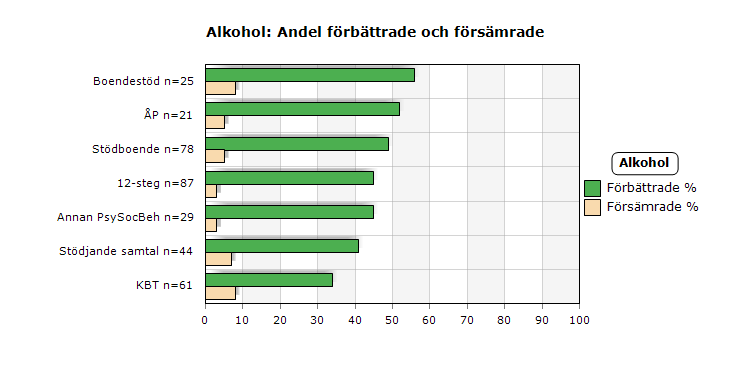 Alkohol: Andel förbättrade och försämrade
Boendestöd n=25
ÅP n=21
Stödboende n=78
12-steg n=87
Annan PsySocBeh n=29
Stödjande samtal n=44
KBT n=61
0 10 20 30 40 50 60 70 80 90 100
Alkohol
Förbättrade %
Försämrade %